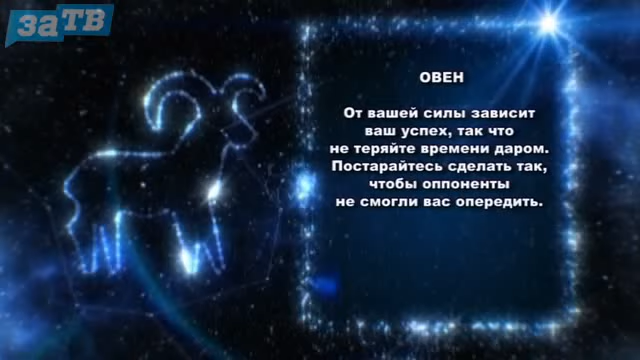 заТВ
ОВЕН
От вашей силы зависит
ваш успех, так что
не теряйте времени даром.
Постарайтесь сделать так,
чтобы оппоненты
не смогли вас опередить.